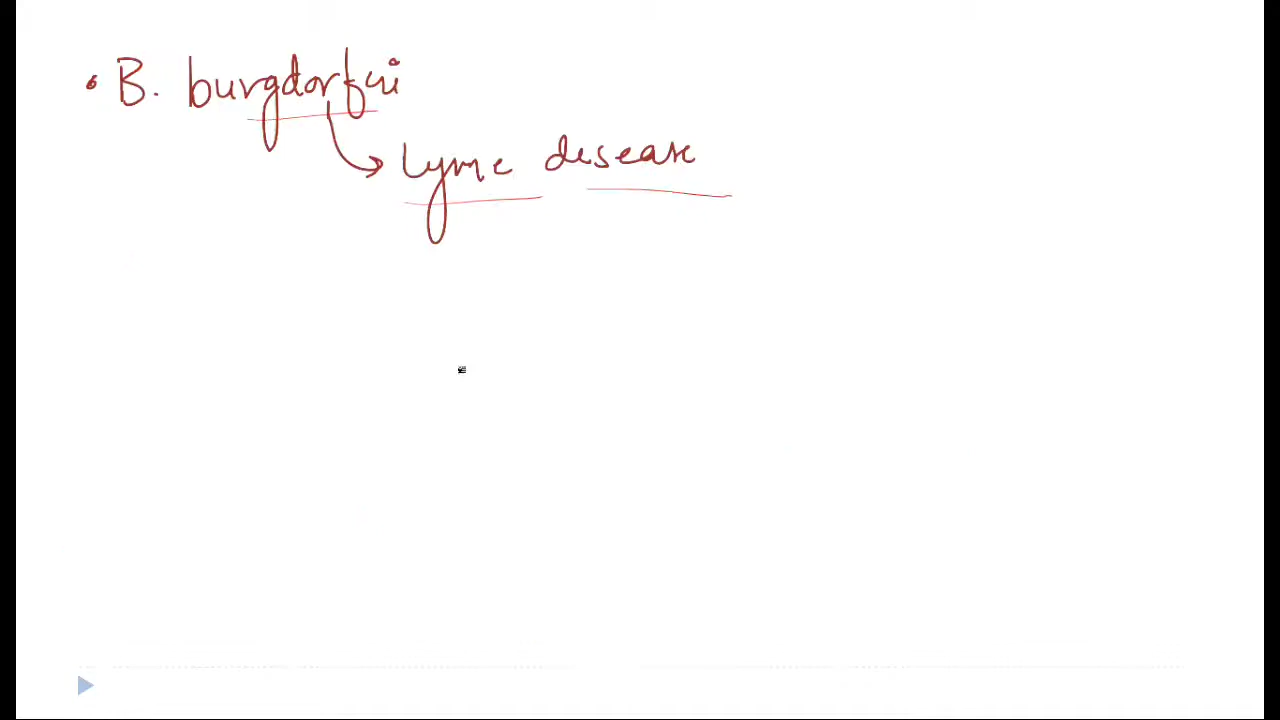 • B. burgdorferi
→ Lyme disease